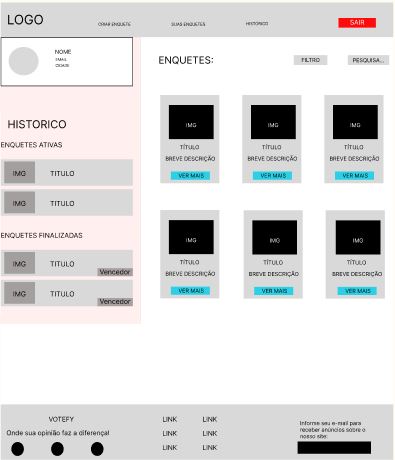 LOGO
CRIAR ENQUETE
SUAS ENQUETES
HISTORICO
SAIR
NOME
EMAIL
CIDADE
ENQUETES:
FILTRO
PESQUISA...
HISTORICO
ENQUETES ATIVAS
IMG TITULO
IMG TITULO
ENQUETES FINALIZADAS
IMG TITULO
Vencedor
IMG TITULO
Vencedor
IMG
TÍTULO
BREVE DESCRIÇÃO
VER MAIS
IMG
TÍTULO
BREVE DESCRIÇÃO
VER MAIS
IMG
TÍTULO
BREVE DESCRIÇÃO
VER MAIS
IMG
TÍTULO
BREVE DESCRIÇÃO
VER MAIS
IMG
TÍTULO
BREVE DESCRIÇÃO
VER MAIS
IMG
TÍTULO
BREVE DESCRIÇÃO
VER MAIS
VOTEFY
Onde sua opinião faz a diferença!
LINK LINK
LINK LINK
LINK LINK
Informe seu e-mail para
receber anúncios sobre o
nosso site: